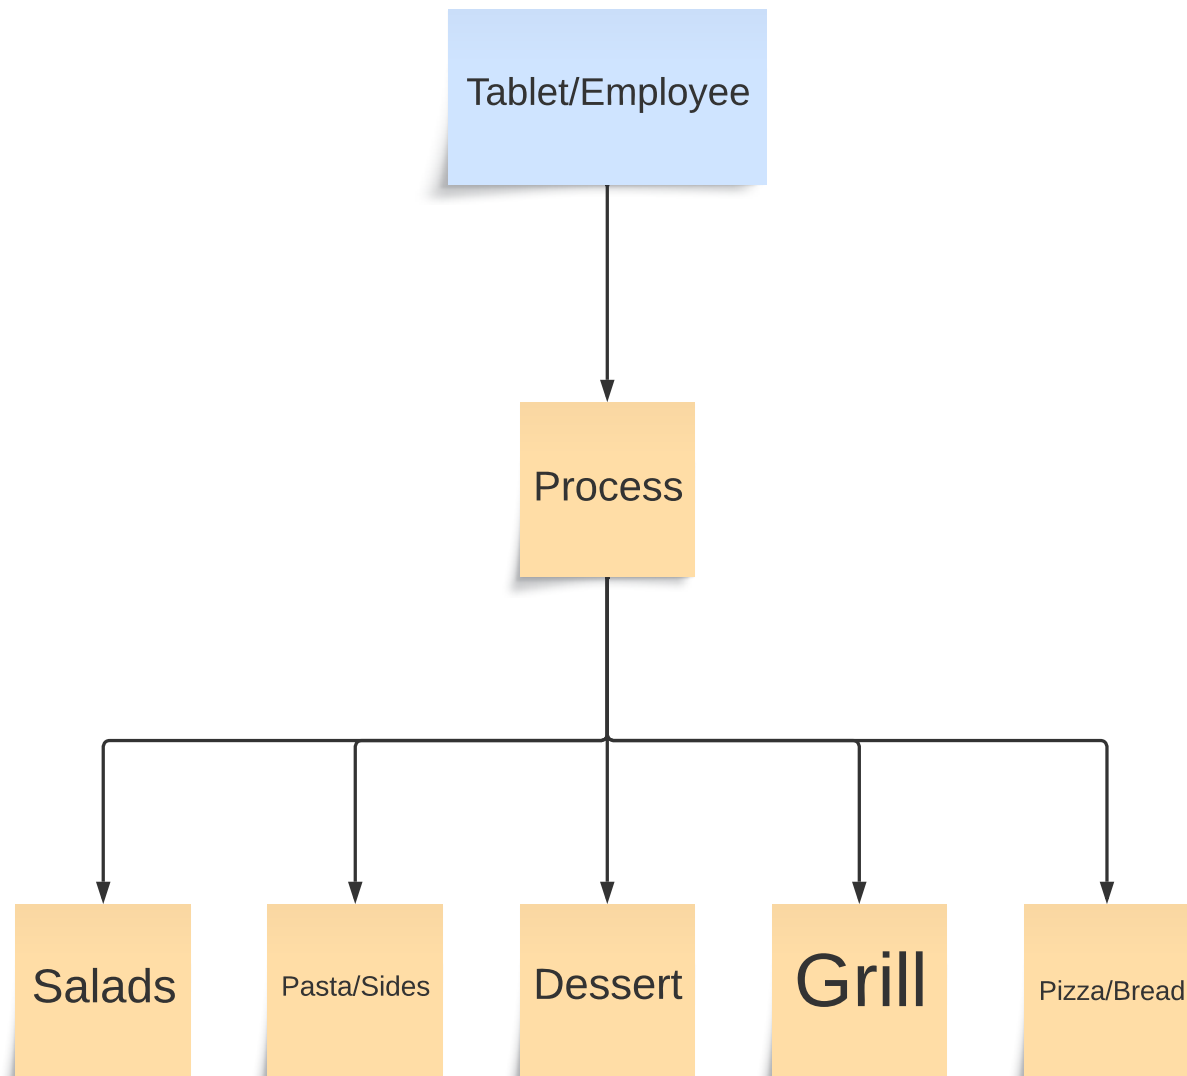 Tablet/Employee
Process
Salads
Pasta/Sides
Dessert
Grill
Pizza/Bread